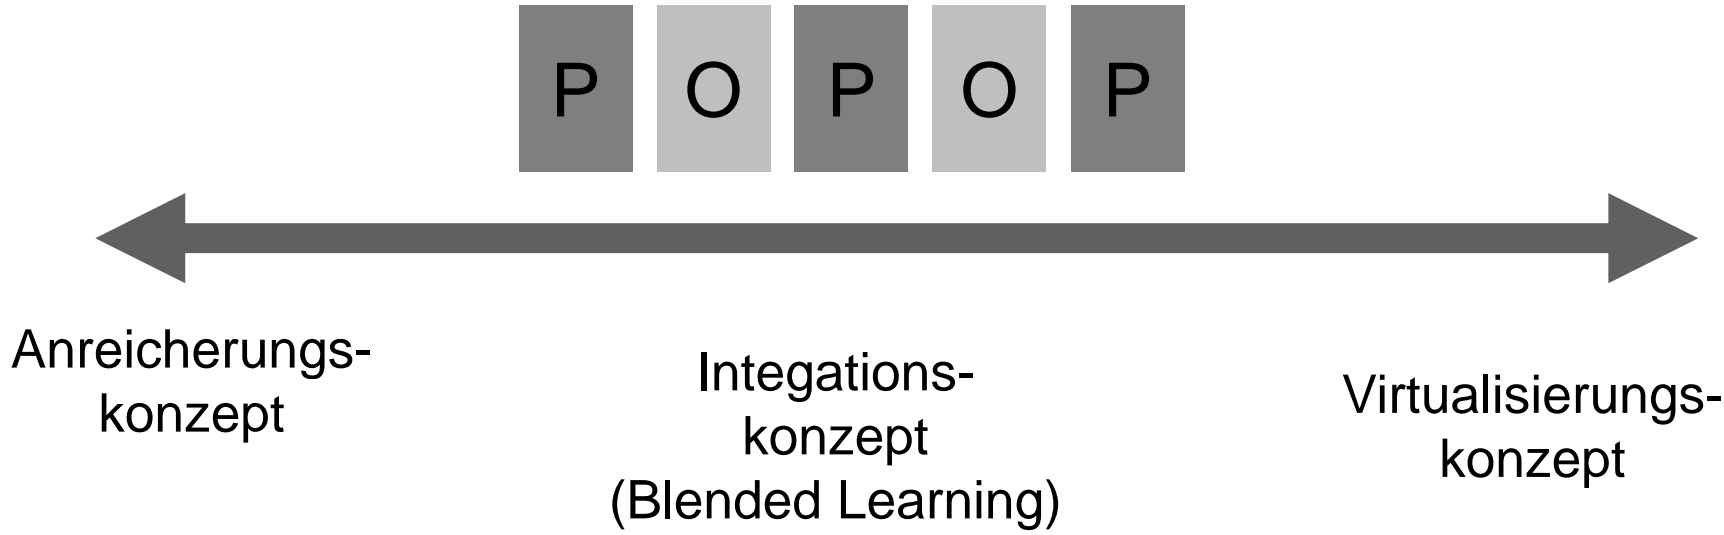 P O P O P
Anreicherungs-
konzept
Integations-
konzept
(Blended Learning)
Virtualisierungs-
konzept